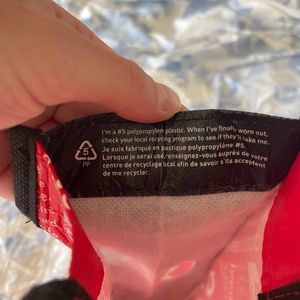 I'm a #5 polypropylen plastic. When I've finally worn out,
check your local recycling program to see if they'll take me.
Je suis fabriqué en pastique polypropylène #5.
Lorsque je serai usé, renseignez-vous auprès de votre
centre de recyclage local afin de savoir s'ils acceptent
de me recycler.
5
PP